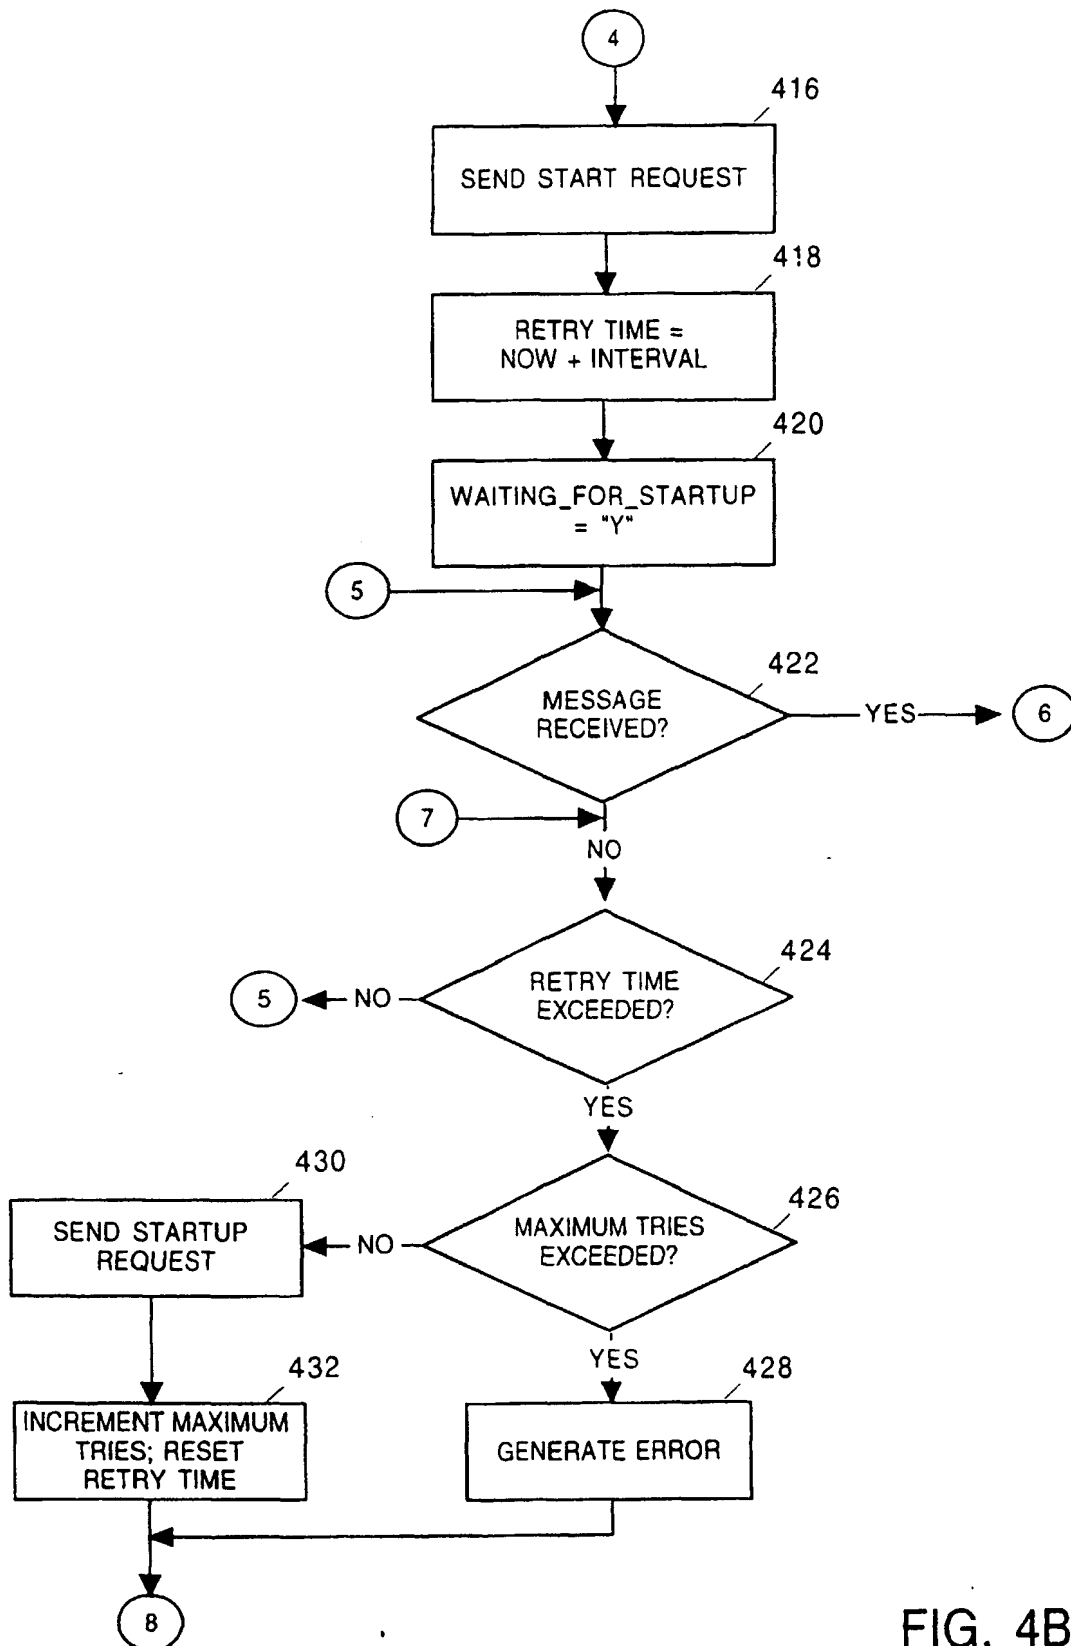 4
416
SEND START REQUEST
418
RETRY TIME =
NOW + INTERVAL
420
WAITING_FOR_STARTUP
= "Y"
5
422
MESSAGE
RECEIVED?
YES
6
7
NO
424
RETRY TIME
EXCEEDED?
NO
5
YES
426
MAXIMUM TRIES
EXCEEDED?
NO
430
SEND STARTUP
REQUEST
YES
432
INCREMENT MAXIMUM
TRIES; RESET
RETRY TIME
428
GENERATE ERROR
8
FIG. 4B